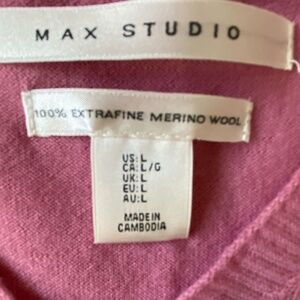 MAX STUDIO
100% EXTRAFINE MERINO WOOL
US: L
CA: L/G
UK: L
EU: L
AU: L
MADE IN
CAMBODIA